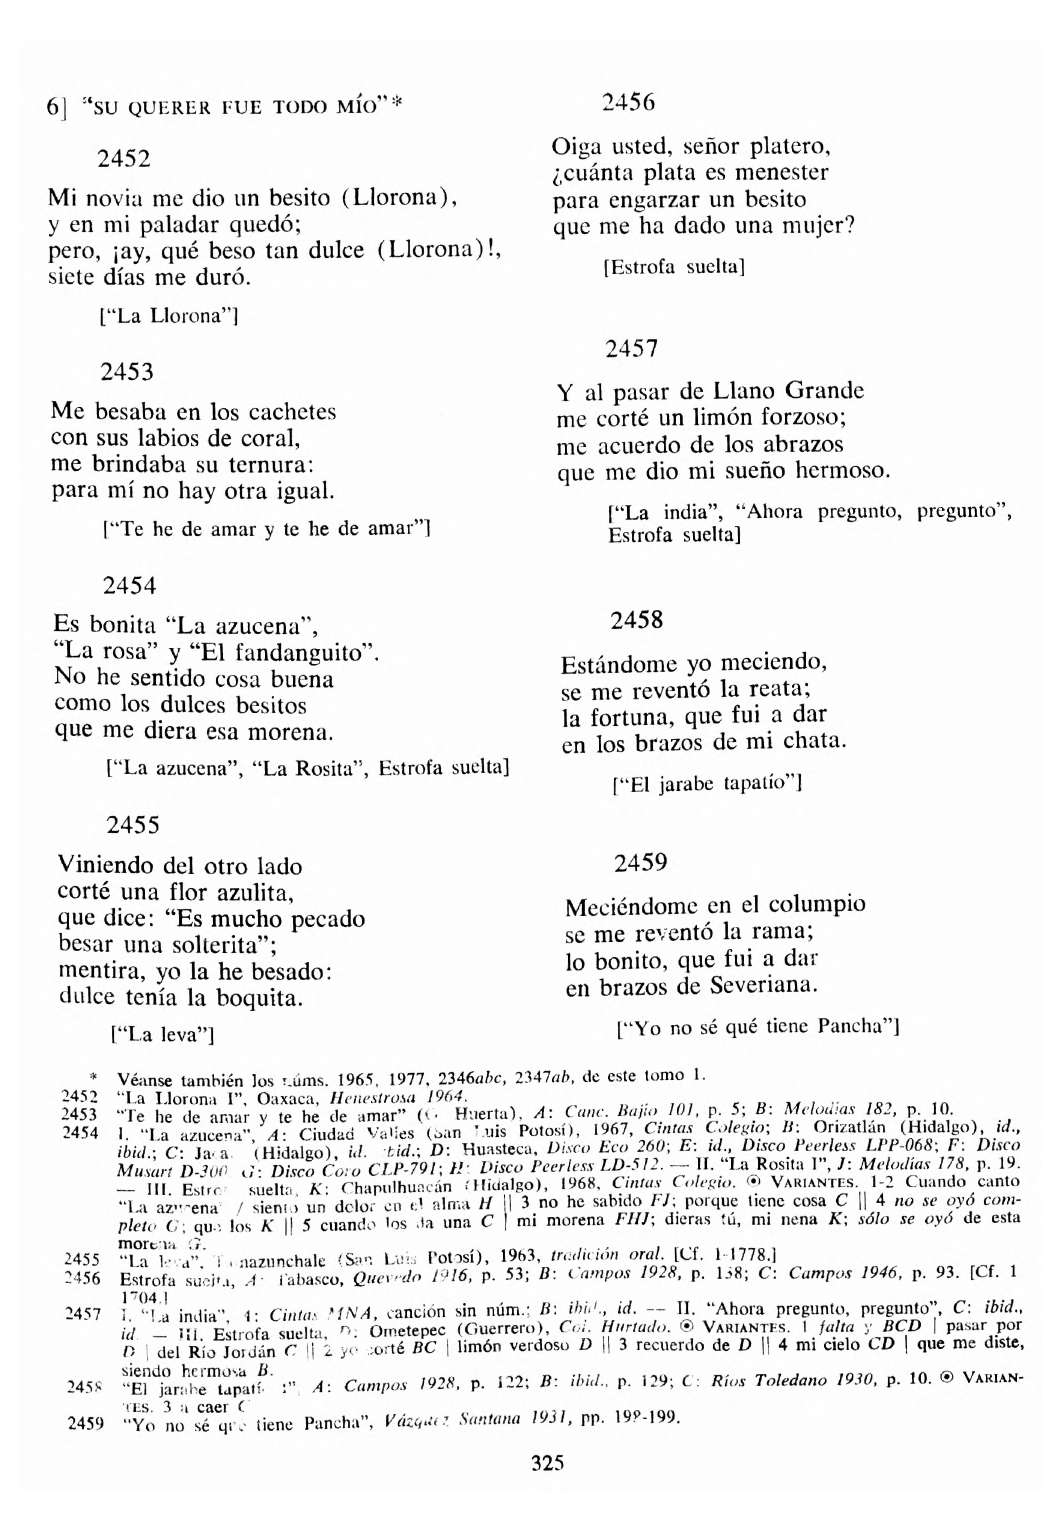 6] "SU QUERER FUE TODO MÍO"*
2452
Mi novia me dio un besito (Llorona),
y en mi paladar quedó;
pero, ¡ay, qué beso tan dulce (Llorona)!,
siete días me duró.
["La Llorona"]
2453
Me besaba en los cachetes
con sus labios de coral,
me brindaba su ternura:
para mí no hay otra igual.
["Te he de amar y te he de amar"]
2454
Es bonita "La azucena",
"La rosa" y "El fandanguito".
No he sentido cosa buena
como los dulces besitos
que me diera esa morena.
["La azucena", "La Rosita", Estrofa suelta]
2455
Viniendo del otro lado
corté una flor azulita,
que dice: "Es mucho pecado
besar una solterita";
mentira, yo la he besado:
dulce tenía la boquita.
["La leva"]
2456
Oiga usted, señor platero,
¿cuánta plata es menester
para engarzar un besito
que me ha dado una mujer?
[Estrofa suelta]
2457
Y al pasar de Llano Grande
me corté un limón forzoso;
me acuerdo de los abrazos
que me dio mi sueño hermoso.
["La india", "Ahora pregunto, pregunto",
Estrofa suelta]
2458
Estándome yo meciendo,
se me reventó la reata;
la fortuna, que fui a dar
en los brazos de mi chata.
["El jarabe tapatío"]
2459
Meciéndome en el columpio
se me reventó la rama;
lo bonito, que fui a dar
en brazos de Severiana.
["Yo no sé qué tiene Pancha"]
* Véanse también los núms. 1965, 1977, 2346abc, 2347ab, de este tomo 1.
2452 "La Llorona I", Oaxaca, Henestrosa 1964.
2453 "Te he de amar y te he de amar" ( Huerta), A: Canc. Bajío 101, p. 5; B: Melodías 182, p. 10.
2454 I. "La azucena", A: Ciudad Valles (San Luis Potosí), 1967, Cintas Colegio; B: Orizatlán (Hidalgo), id.,
ibid.; C: (Hidalgo), id. ibid.; D: Huasteca, Disco Eco 260; E: id., Disco Peerless LPP-068; F: Disco
Musart D-300 G: Disco Coro CLP-791; H: Disco Peerless LD-512. — II. "La Rosita I", J: Melodías 178, p. 19.
— III. Estrofa suelta, K: Chapulhuacán (Hidalgo), 1968, Cintas Colegio. ⊙ VARIANTES. 1-2 Cuando canto
"La azucena / siento un dolor en el alma H || 3 no he sabido FJ; porque tiene cosa C || 4 no se oyó com-
pleto G; que los K || 5 cuando los da una C | mi morena FHJ; dieras tú, mi nena K; sólo se oyó de esta
morena G.
2455 "La leva", Tamazunchale (San Luis Potosí), 1963, tradición oral. [Cf. 1-1778.]
2456 Estrofa suelta, A: Tabasco, Quevedo 1916, p. 53; B: Campos 1928, p. 138; C: Campos 1946, p. 93. [Cf. 1
1704.]
2457 I. "La india", A: Cintas MNA, canción sin núm.; B: ibid., id. -- II. "Ahora pregunto, pregunto", C: ibid.,
id — III. Estrofa suelta, D: Ometepec (Guerrero), Col. Hurtado. ⊙ VARIANTES. 1 falta y BCD | pasar por
D | del Río Jordán C || 2 yo corté BC | limón verdoso D || 3 recuerdo de D || 4 mi cielo CD | que me diste,
siendo hermosa B.
2458 "El jarabe tapatío", A: Campos 1928, p. 122; B: ibid., p. 129; C: Ríos Toledano 1930, p. 10. ⊙ VARIAN-
TES. 3 a caer C
2459 "Yo no sé que tiene Pancha", Vázquez Santana 1931, pp. 199.
325